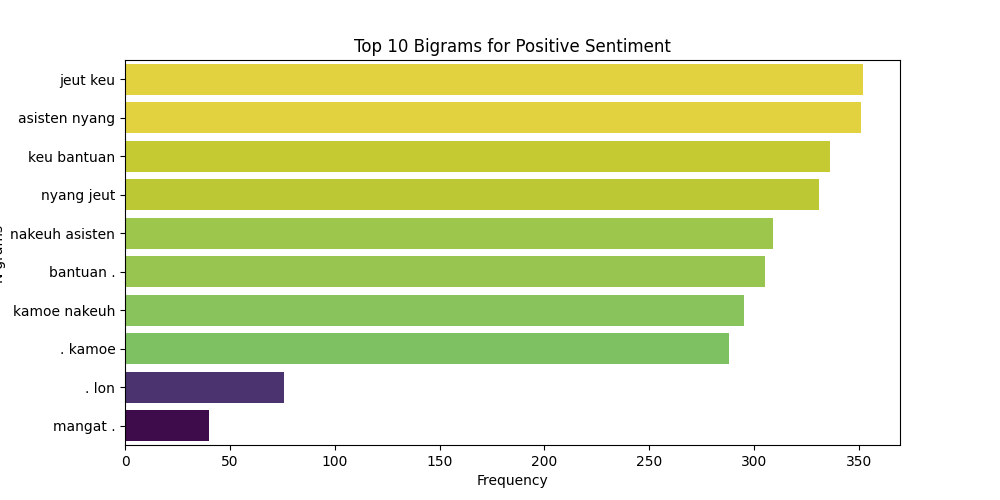 Top 10 Bigrams for Positive Sentiment
jeut keu
asisten nyang
keu bantuan
nyang jeut
nakeuh asisten
bantuan .
kamoe nakeuh
. kamoe
. lon
mangat .
0 50 100 150 200 250 300 350
Frequency